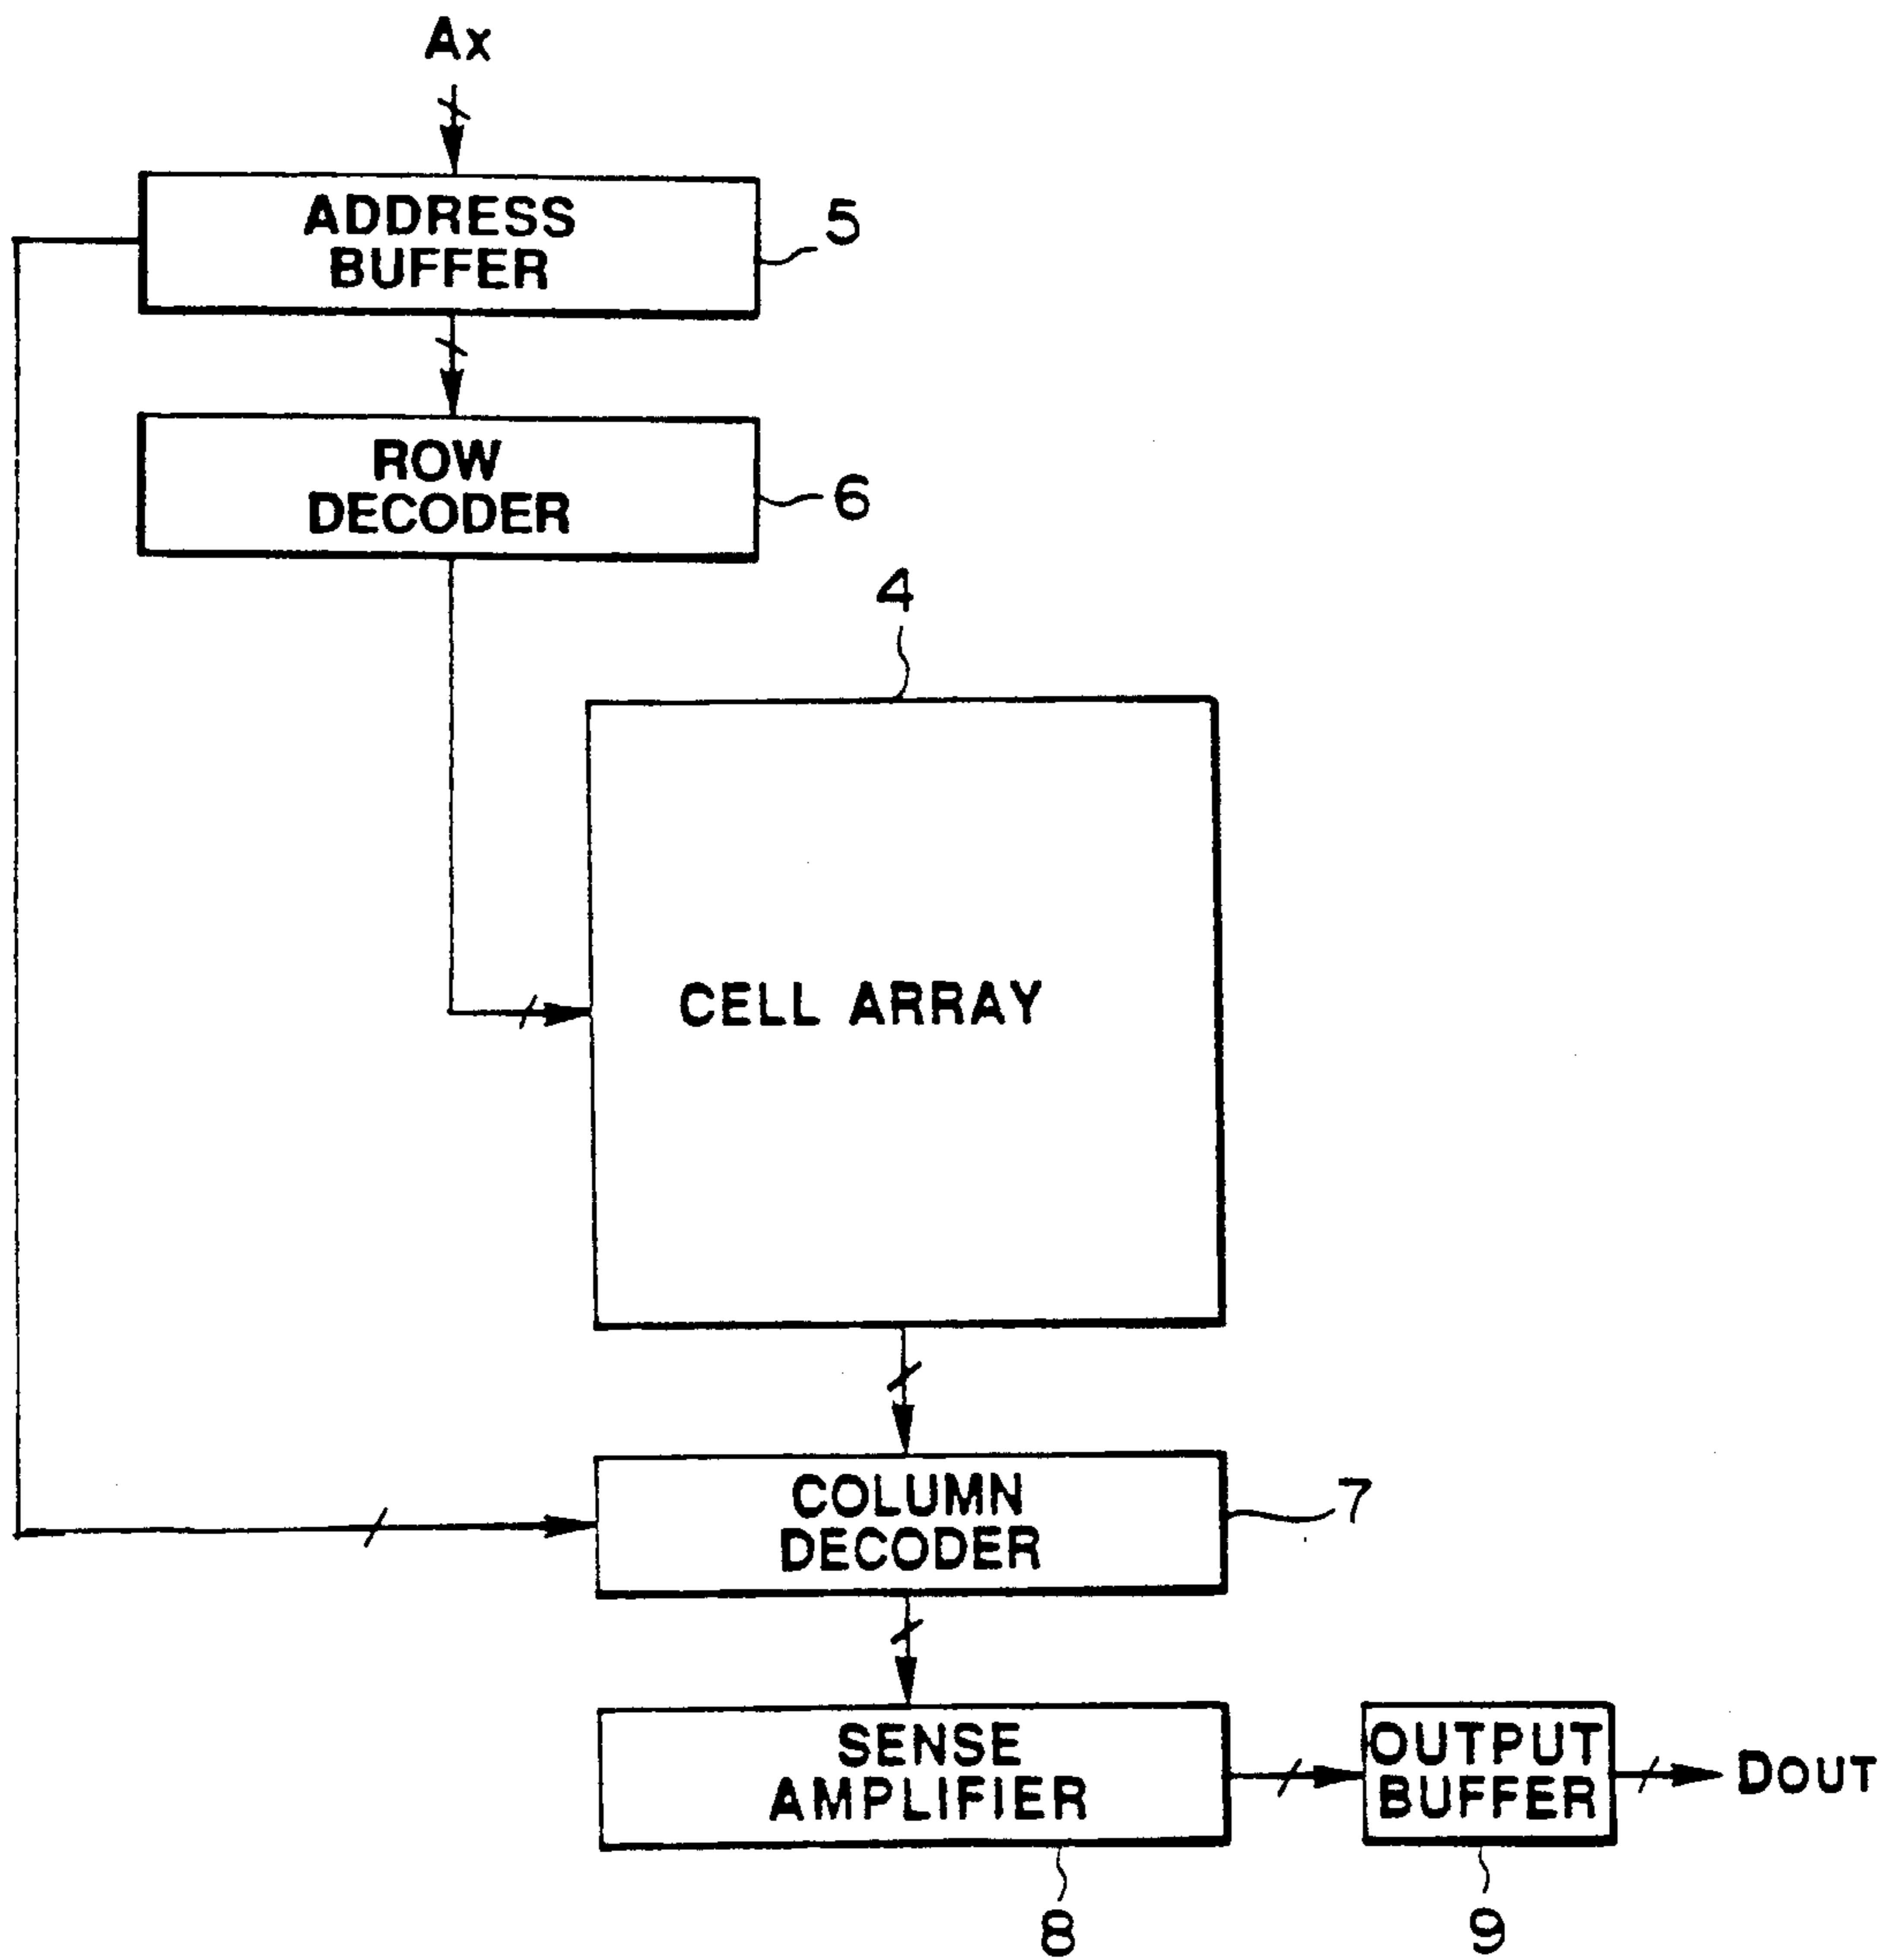 Ax
ADDRESS
BUFFER
5
ROW
DECODER
6
4
CELL ARRAY
COLUMN
DECODER
7
SENSE
AMPLIFIER
8
OUTPUT
BUFFER
9
DOUT